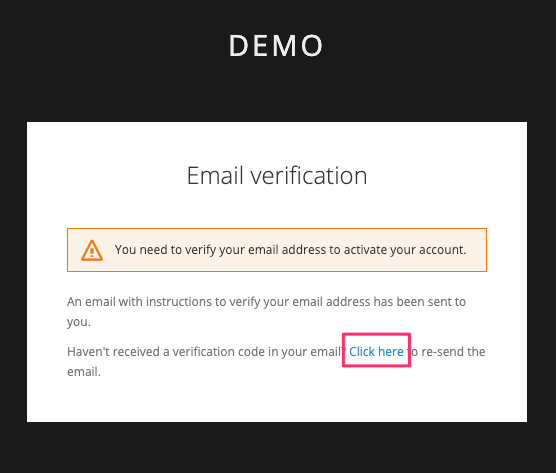 DEMO
Email verification
You need to verify your email address to activate your account.
An email with instructions to verify your email address has been sent to
you.
Haven't received a verification code in your email? Click here to re-send the
email.